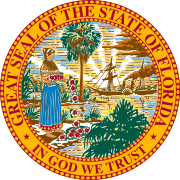 GREAT SEAL OF THE STATE OF FLORIDA
IN GOD WE TRUST